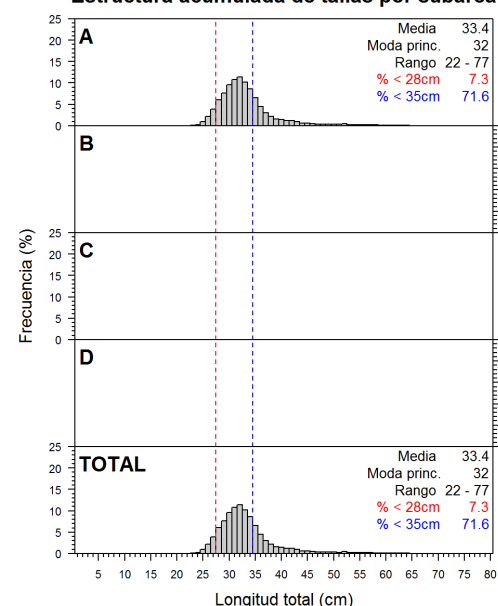 Estructura acumulada de tallas por subárea
A
Media 33.4
Moda princ. 32
Rango 22 - 77
% < 28cm 7.3
% < 35cm 71.6
25
20
15
10
5
0
B
C
25
20
15
10
5
0
D
TOTAL
Media 33.4
Moda princ. 32
Rango 22 - 77
% < 28cm 7.3
% < 35cm 71.6
25
20
15
10
5
0
Frecuencia (%)
5 10 15 20 25 30 35 40 45 50 55 60 65 70 75 80
Longitud total (cm)